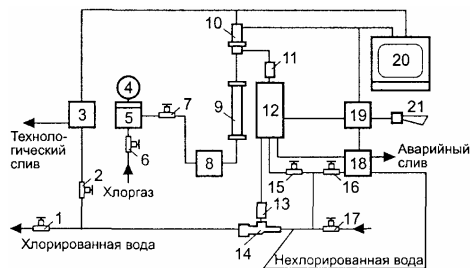 10
11
20
4
3
5
7
9
12
19
21
Техноло-
гический
слив
6
8
18
Аварийный
слив
2
Хлоргаз
15
16
13
1
17
14
Хлорированная вода
Нехлорированная вода